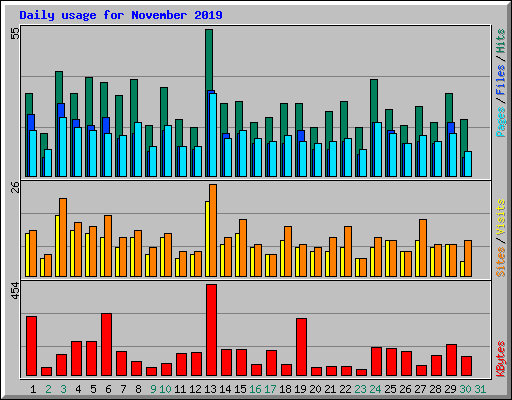 Daily usage for November 2019
55
Pages / Files / Hits
26
Sites / Visits
454
KBytes
1 2 3 4 5 6 7 8 9 10 11 12 13 14 15 16 17 18 19 20 21 22 23 24 25 26 27 28 29 30 31